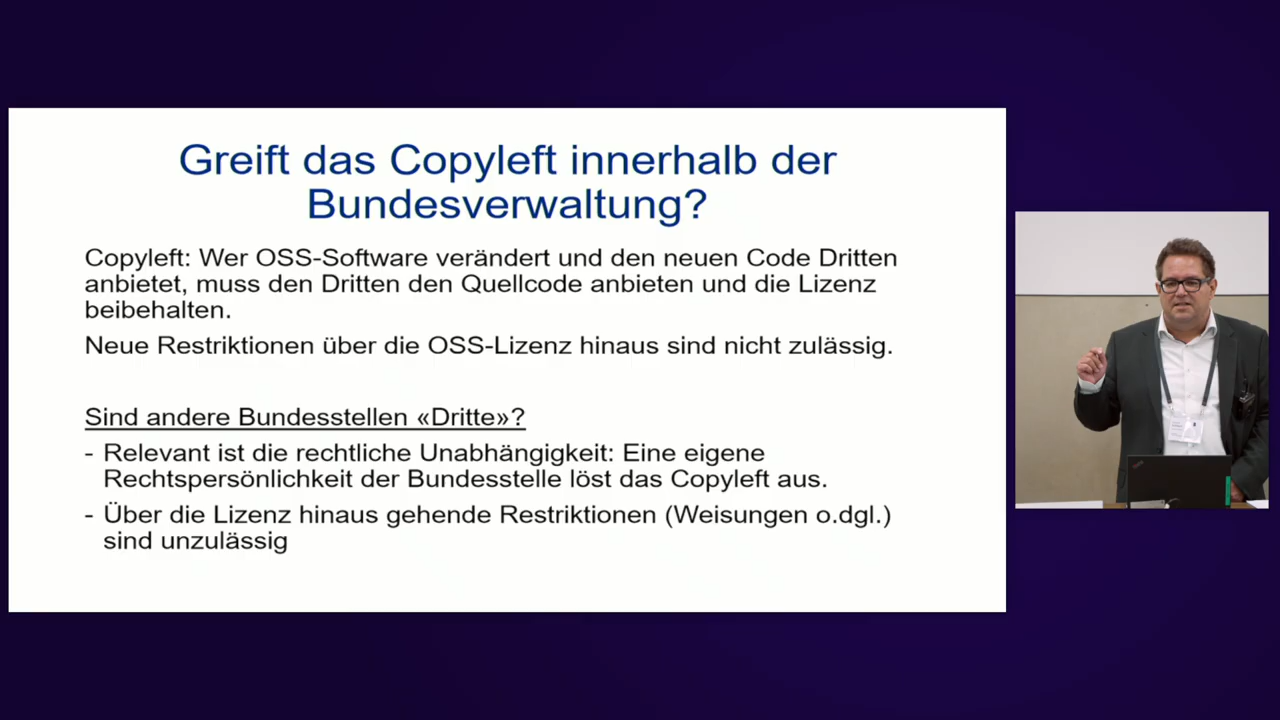 Greift das Copyleft innerhalb der
Bundesverwaltung?
Copyleft: Wer OSS-Software verändert und den neuen Code Dritten
anbietet, muss den Dritten den Quellcode anbieten und die Lizenz
beibehalten.
Neue Restriktionen über die OSS-Lizenz hinaus sind nicht zulässig.
Sind andere Bundesstellen «Dritte»?
- Relevant ist die rechtliche Unabhängigkeit: Eine eigene
Rechtspersönlichkeit der Bundesstelle löst das Copyleft aus.
- Über die Lizenz hinaus gehende Restriktionen (Weisungen o.dgl.)
sind unzulässig